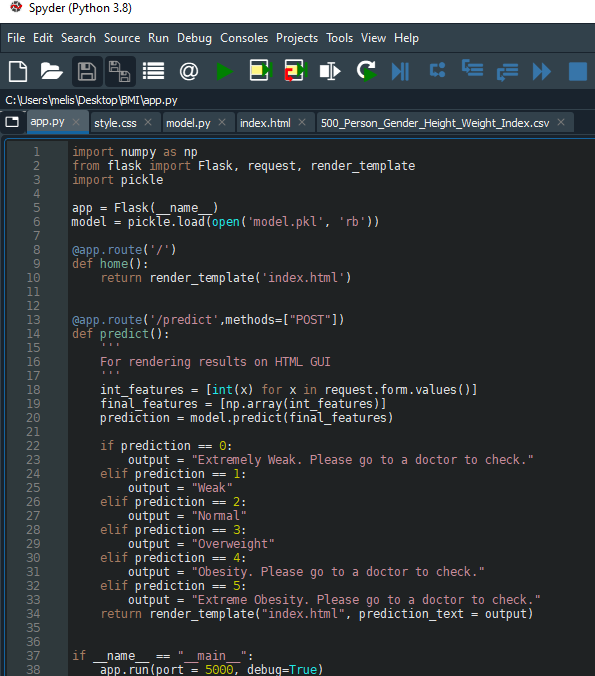 Spyder (Python 3.8)
File Edit Search Source Run Debug Consoles Projects Tools View Help
C:\Users\melis\Desktop\BMI\app.py
app.py style.css model.py index.html 500_Person_Gender_Height_Weight_Index.csv
1 import numpy as np
2 from flask import Flask, request, render_template
3 import pickle
4
5 app = Flask(__name__)
6 model = pickle.load(open('model.pkl', 'rb'))
7
8 @app.route('/')
9 def home():
10     return render_template('index.html')
11
12
13 @app.route('/predict',methods=["POST"])
14 def predict():
15     '''
16     For rendering results on HTML GUI
17     '''
18     int_features = [int(x) for x in request.form.values()]
19     final_features = [np.array(int_features)]
20     prediction = model.predict(final_features)
21
22     if prediction == 0:
23         output = "Extremely Weak. Please go to a doctor to check."
24     elif prediction == 1:
25         output = "Weak"
26     elif prediction == 2:
27         output = "Normal"
28     elif prediction == 3:
29         output = "Overweight"
30     elif prediction == 4:
31         output = "Obesity. Please go to a doctor to check."
32     elif prediction == 5:
33         output = "Extreme Obesity. Please go to a doctor to check."
34     return render_template("index.html", prediction_text = output)
35
36
37 if __name__ == "__main__":
38     app.run(port = 5000, debug=True)